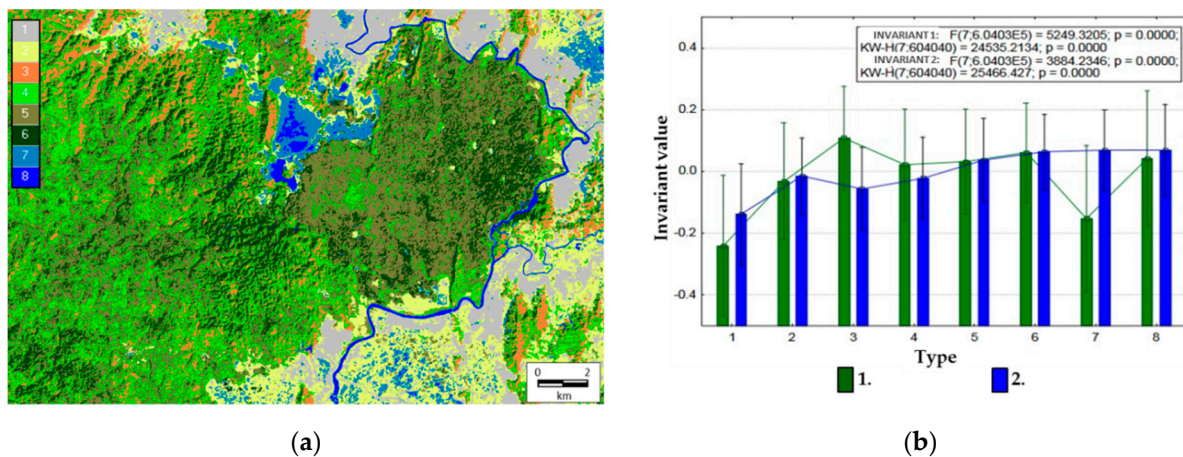 1
2
3
4
5
6
7
8
0 2
km
(a)
INVARIANT 1: F(7;6.0403E5) = 5249.3205; p = 0.0000;
KW-H(7;604040) = 24535.2134; p = 0.0000
INVARIANT 2: F(7;6.0403E5) = 3884.2346; p = 0.0000;
KW-H(7;604040) = 25466.427; p = 0.0000
0.4
0.2
0.0
-0.2
-0.4
Invariant value
1 2 3 4 5 6 7 8
Type
1. 2.
(b)